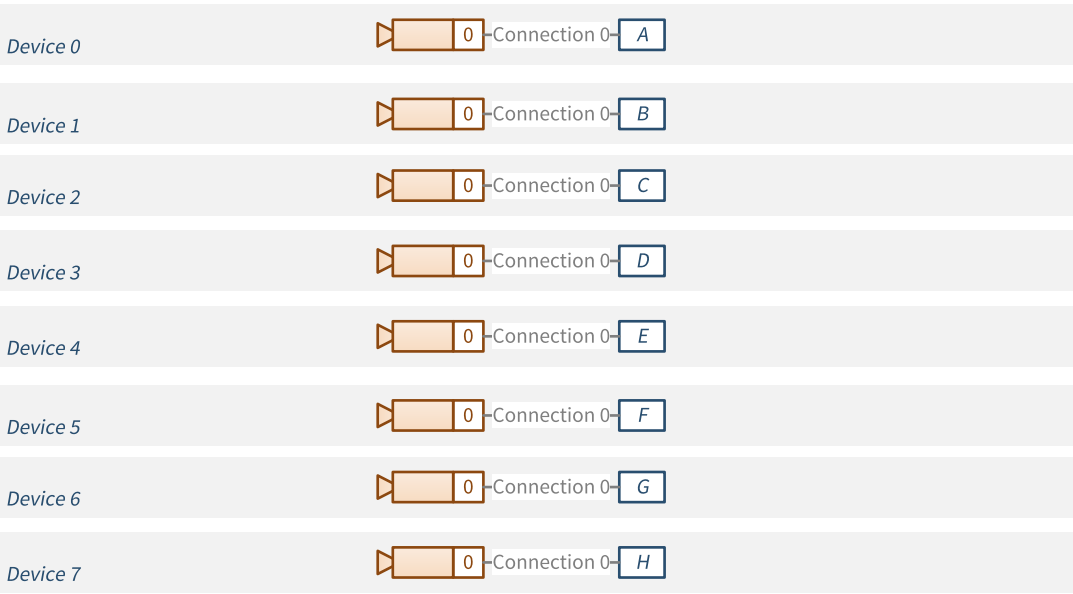 Device 0 0 Connection 0 A
Device 1 0 Connection 0 B
Device 2 0 Connection 0 C
Device 3 0 Connection 0 D
Device 4 0 Connection 0 E
Device 5 0 Connection 0 F
Device 6 0 Connection 0 G
Device 7 0 Connection 0 H